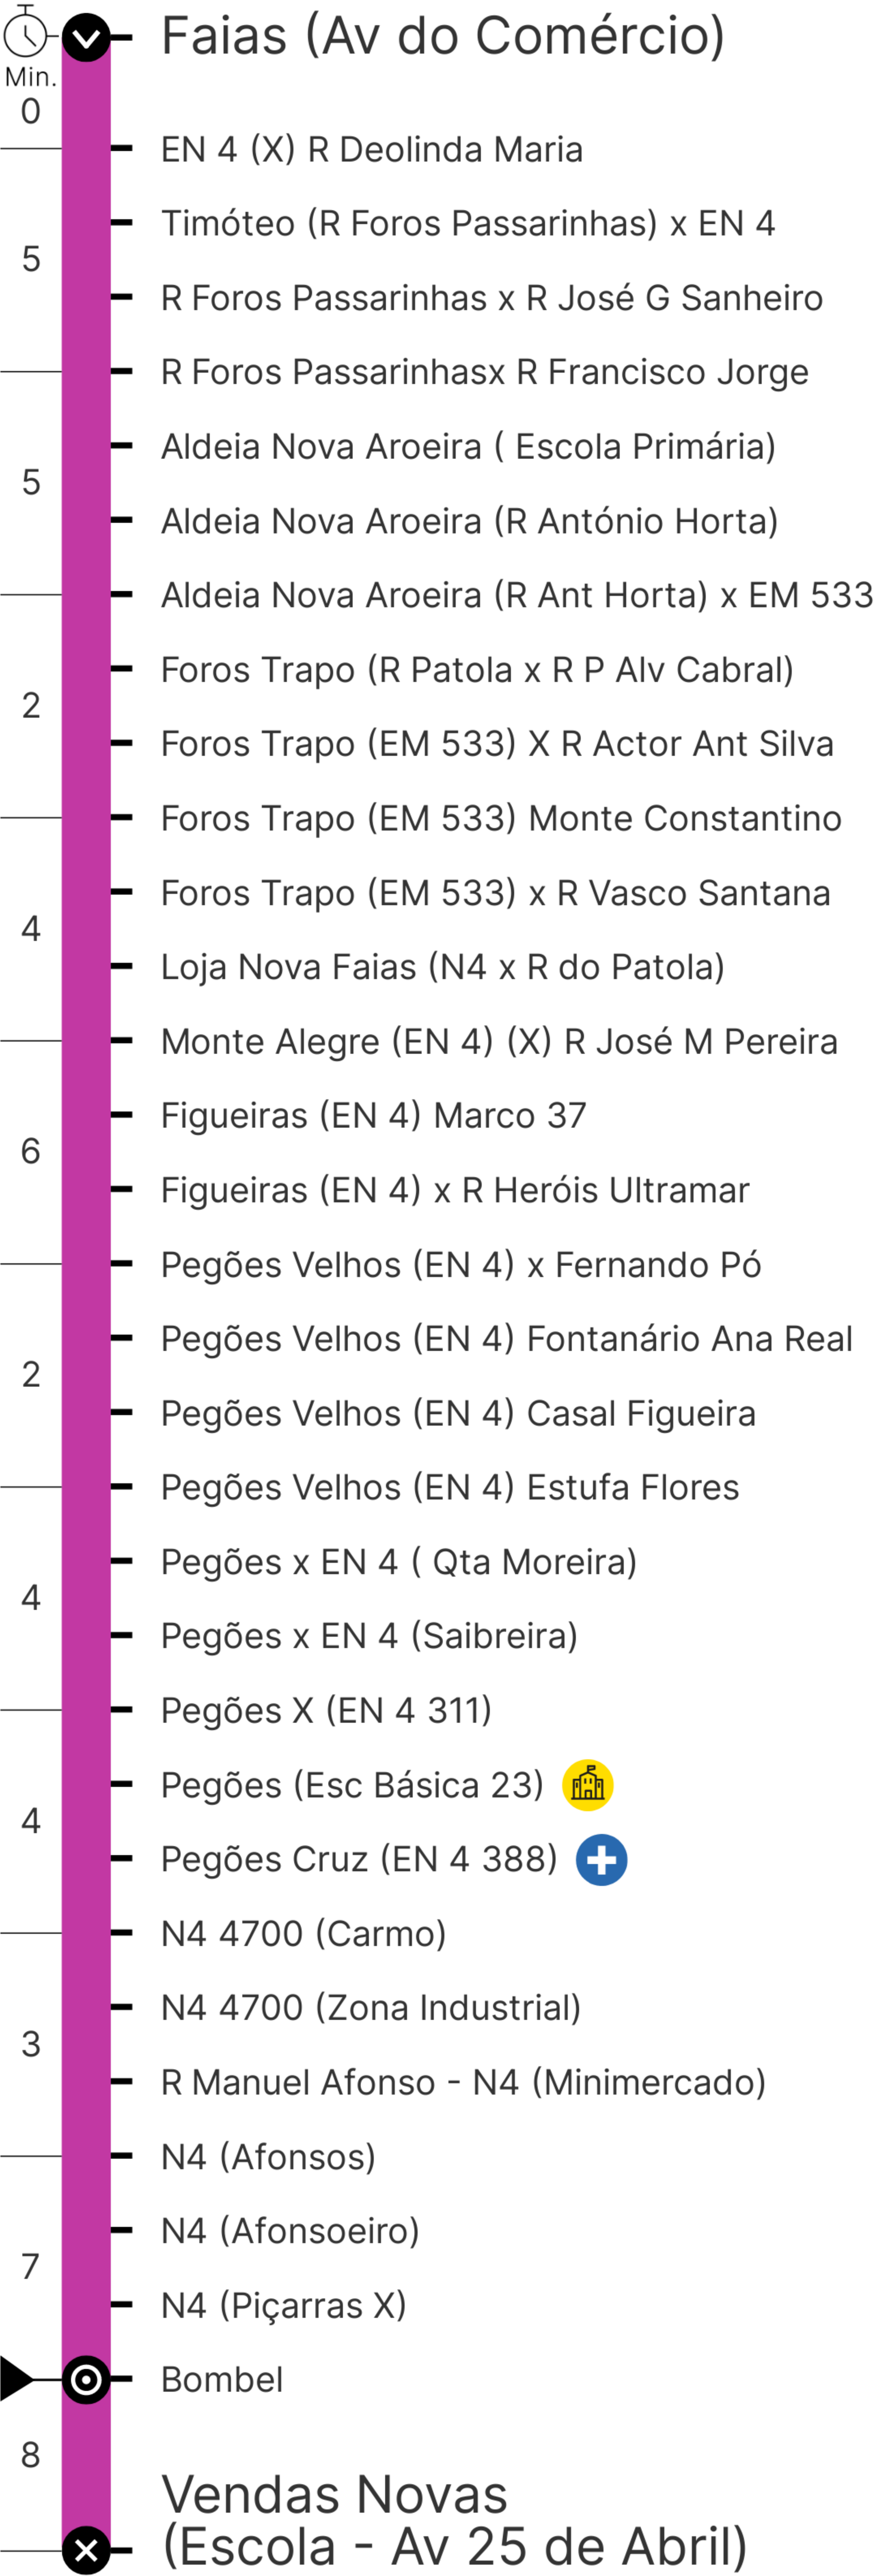 Faias (Av do Comércio)
Min.
0
EN 4 (X) R Deolinda Maria
Timóteo (R Foros Passarinhas) x EN 4
5
R Foros Passarinhas x R José G Sanheiro
R Foros Passarinhasx R Francisco Jorge
Aldeia Nova Aroeira ( Escola Primária)
5
Aldeia Nova Aroeira (R António Horta)
Aldeia Nova Aroeira (R Ant Horta) x EM 533
Foros Trapo (R Patola x R P Alv Cabral)
2
Foros Trapo (EM 533) X R Actor Ant Silva
Foros Trapo (EM 533) Monte Constantino
Foros Trapo (EM 533) x R Vasco Santana
4
Loja Nova Faias (N4 x R do Patola)
Monte Alegre (EN 4) (X) R José M Pereira
Figueiras (EN 4) Marco 37
6
Figueiras (EN 4) x R Heróis Ultramar
Pegões Velhos (EN 4) x Fernando Pó
Pegões Velhos (EN 4) Fontanário Ana Real
2
Pegões Velhos (EN 4) Casal Figueira
Pegões Velhos (EN 4) Estufa Flores
Pegões x EN 4 ( Qta Moreira)
4
Pegões x EN 4 (Saibreira)
Pegões X (EN 4 311)
Pegões (Esc Básica 23)
4
Pegões Cruz (EN 4 388)
N4 4700 (Carmo)
N4 4700 (Zona Industrial)
3
R Manuel Afonso - N4 (Minimercado)
N4 (Afonsos)
N4 (Afonsoeiro)
7
N4 (Piçarras X)
Bombel
8
Vendas Novas
(Escola - Av 25 de Abril)